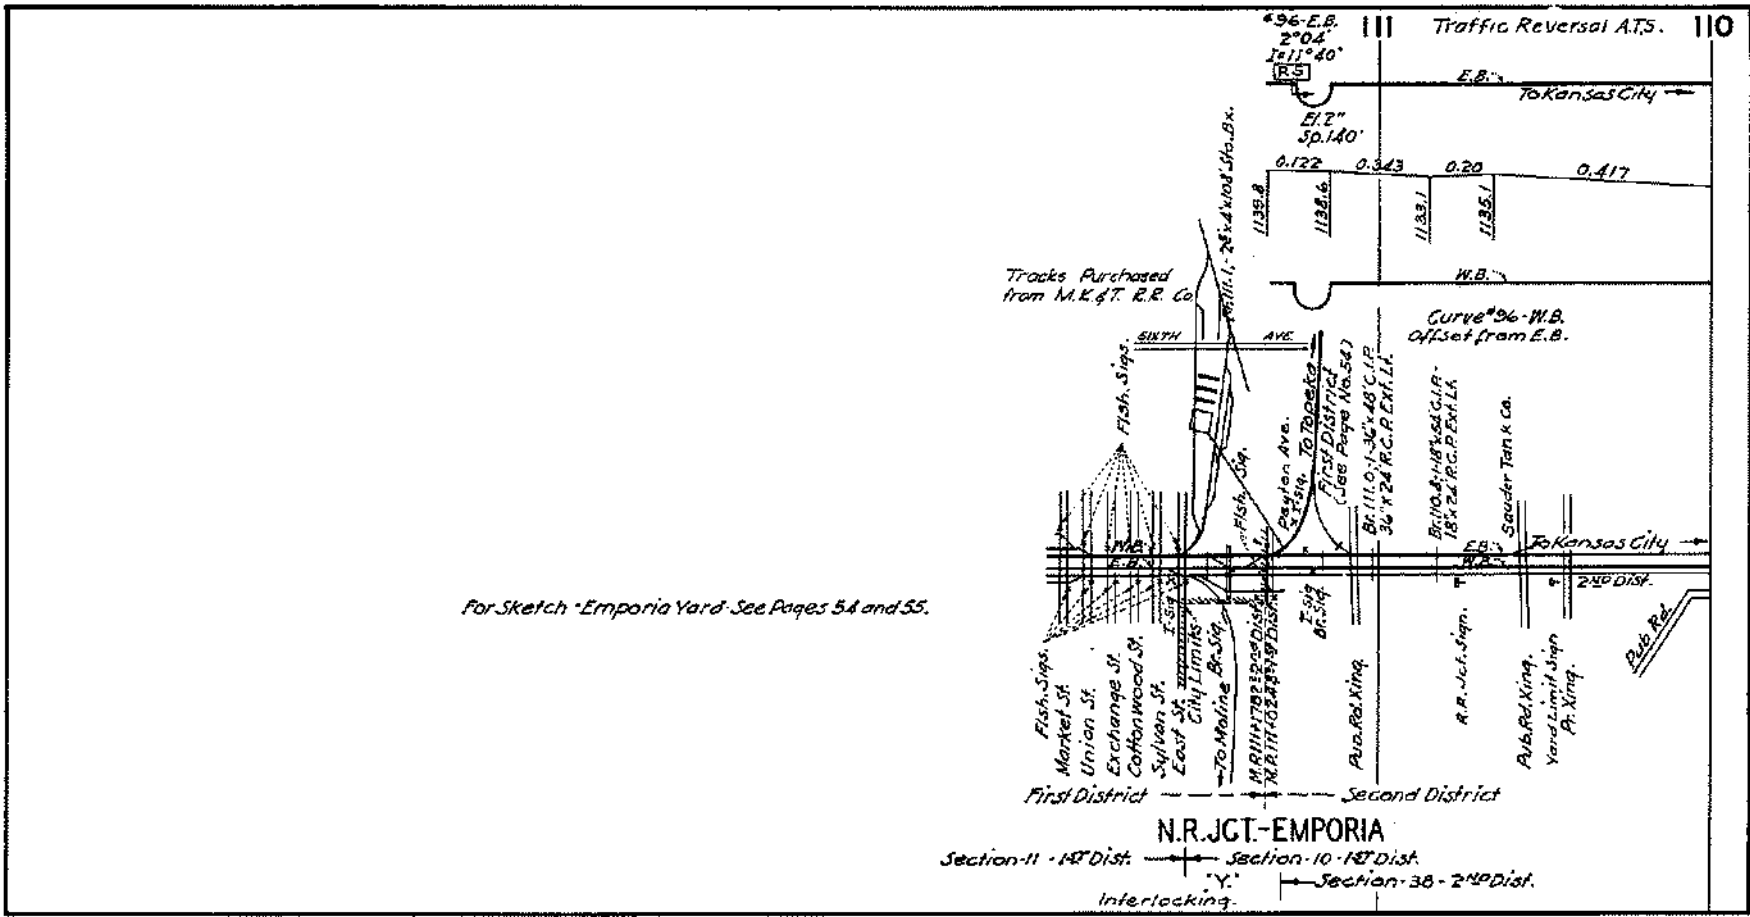 #96-E.B.
2°04'
I=11°40'
R S
111
Traffic Reversal A.T.S.
110
E.B.
To Kansas City
El. 2"
Sp. 140'
0.122
0.343
0.20
0.417
1139.8
1138.6
1133.1
1135.1
W.B.
Tracks Purchased
from M.K.&T. R.R. Co.
Curve #96-W.B.
Offset from E.B.
SIXTH AVE.
Flsh. Sigs.
Flsh. Sig.
Payton Ave.
I-Sig.
To Topeka
First District
(See Page No. 54)
Br. 111.0-1-36"x48' C.I.P.
36"x24' R.C.P. Ext. Lt.
18"x24' R.C.P. Ext. Lt.
Sauder Tank Co.
W.B.
E.B.
E.B.
W.B.
To Kansas City
2ND Dist.
For Sketch - Emporia Yard - See Pages 54 and 55.
Flsh. Sigs.
Market St.
Union St.
Exchange St.
Cottonwood St.
Sylvan St.
East St.
I-Sig.
City Limits
To Moline Br. Sig.
I-Sig.
Br. Sig.
Pub. Rd. Xing.
R.R. Jct. Sign.
Pub. Rd. Xing.
Yard Limit Sign
Pr. Xing.
Pub. Rd.
First District
Second District
N.R. JCT.-EMPORIA
Section-11 - 1ST Dist.
Section-10-1ST Dist.
"Y."
Section-38-2ND Dist.
Interlocking.